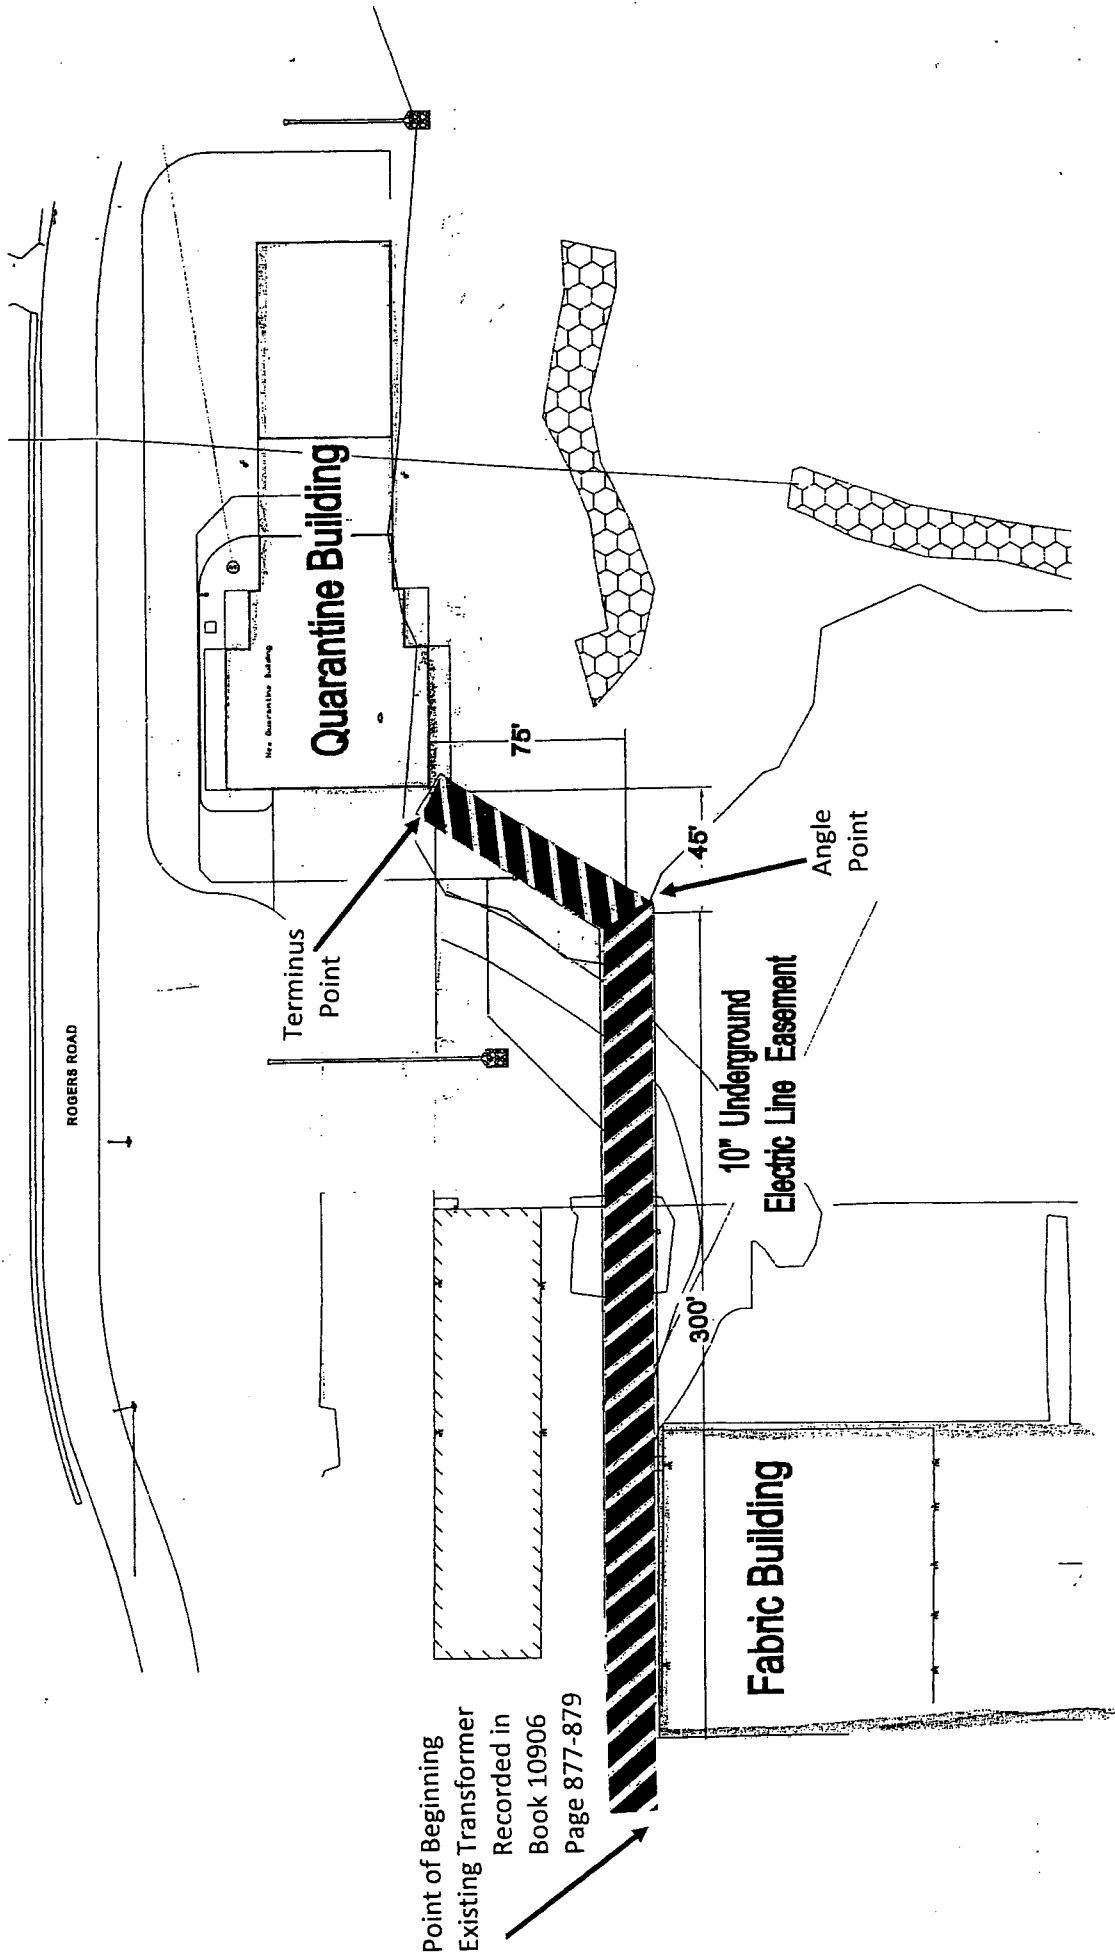 ROGERS ROAD
New Quarantine Building
Quarantine Building
Terminus
Point
75'
45'
Angle
Point
10" Underground
Electric Line Easement
300'
Fabric Building
Point of Beginning
Existing Transformer
Recorded in
Book 10906
Page 877-879